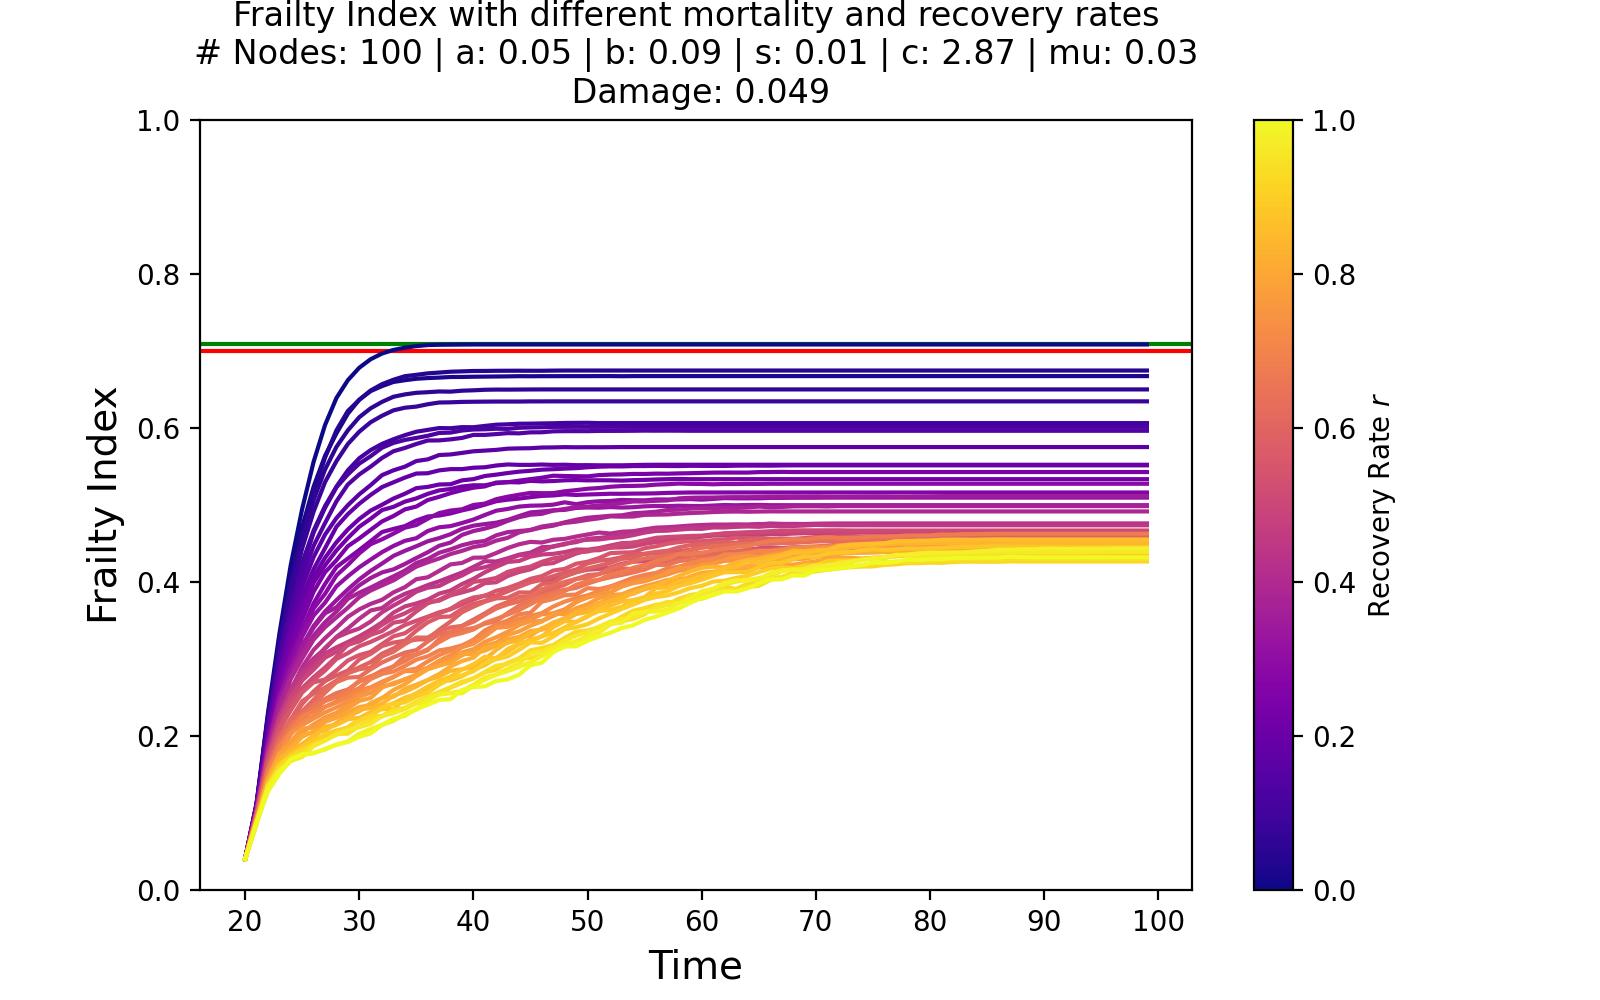 Frailty Index with different mortality and recovery rates
# Nodes: 100 | a: 0.05 | b: 0.09 | s: 0.01 | c: 2.87 | mu: 0.03
Damage: 0.049
1.0
0.8
0.6
0.4
0.2
0.0
Frailty Index
20 30 40 50 60 70 80 90 100
Time
1.0
0.8
0.6
0.4
0.2
0.0
Recovery Rate r